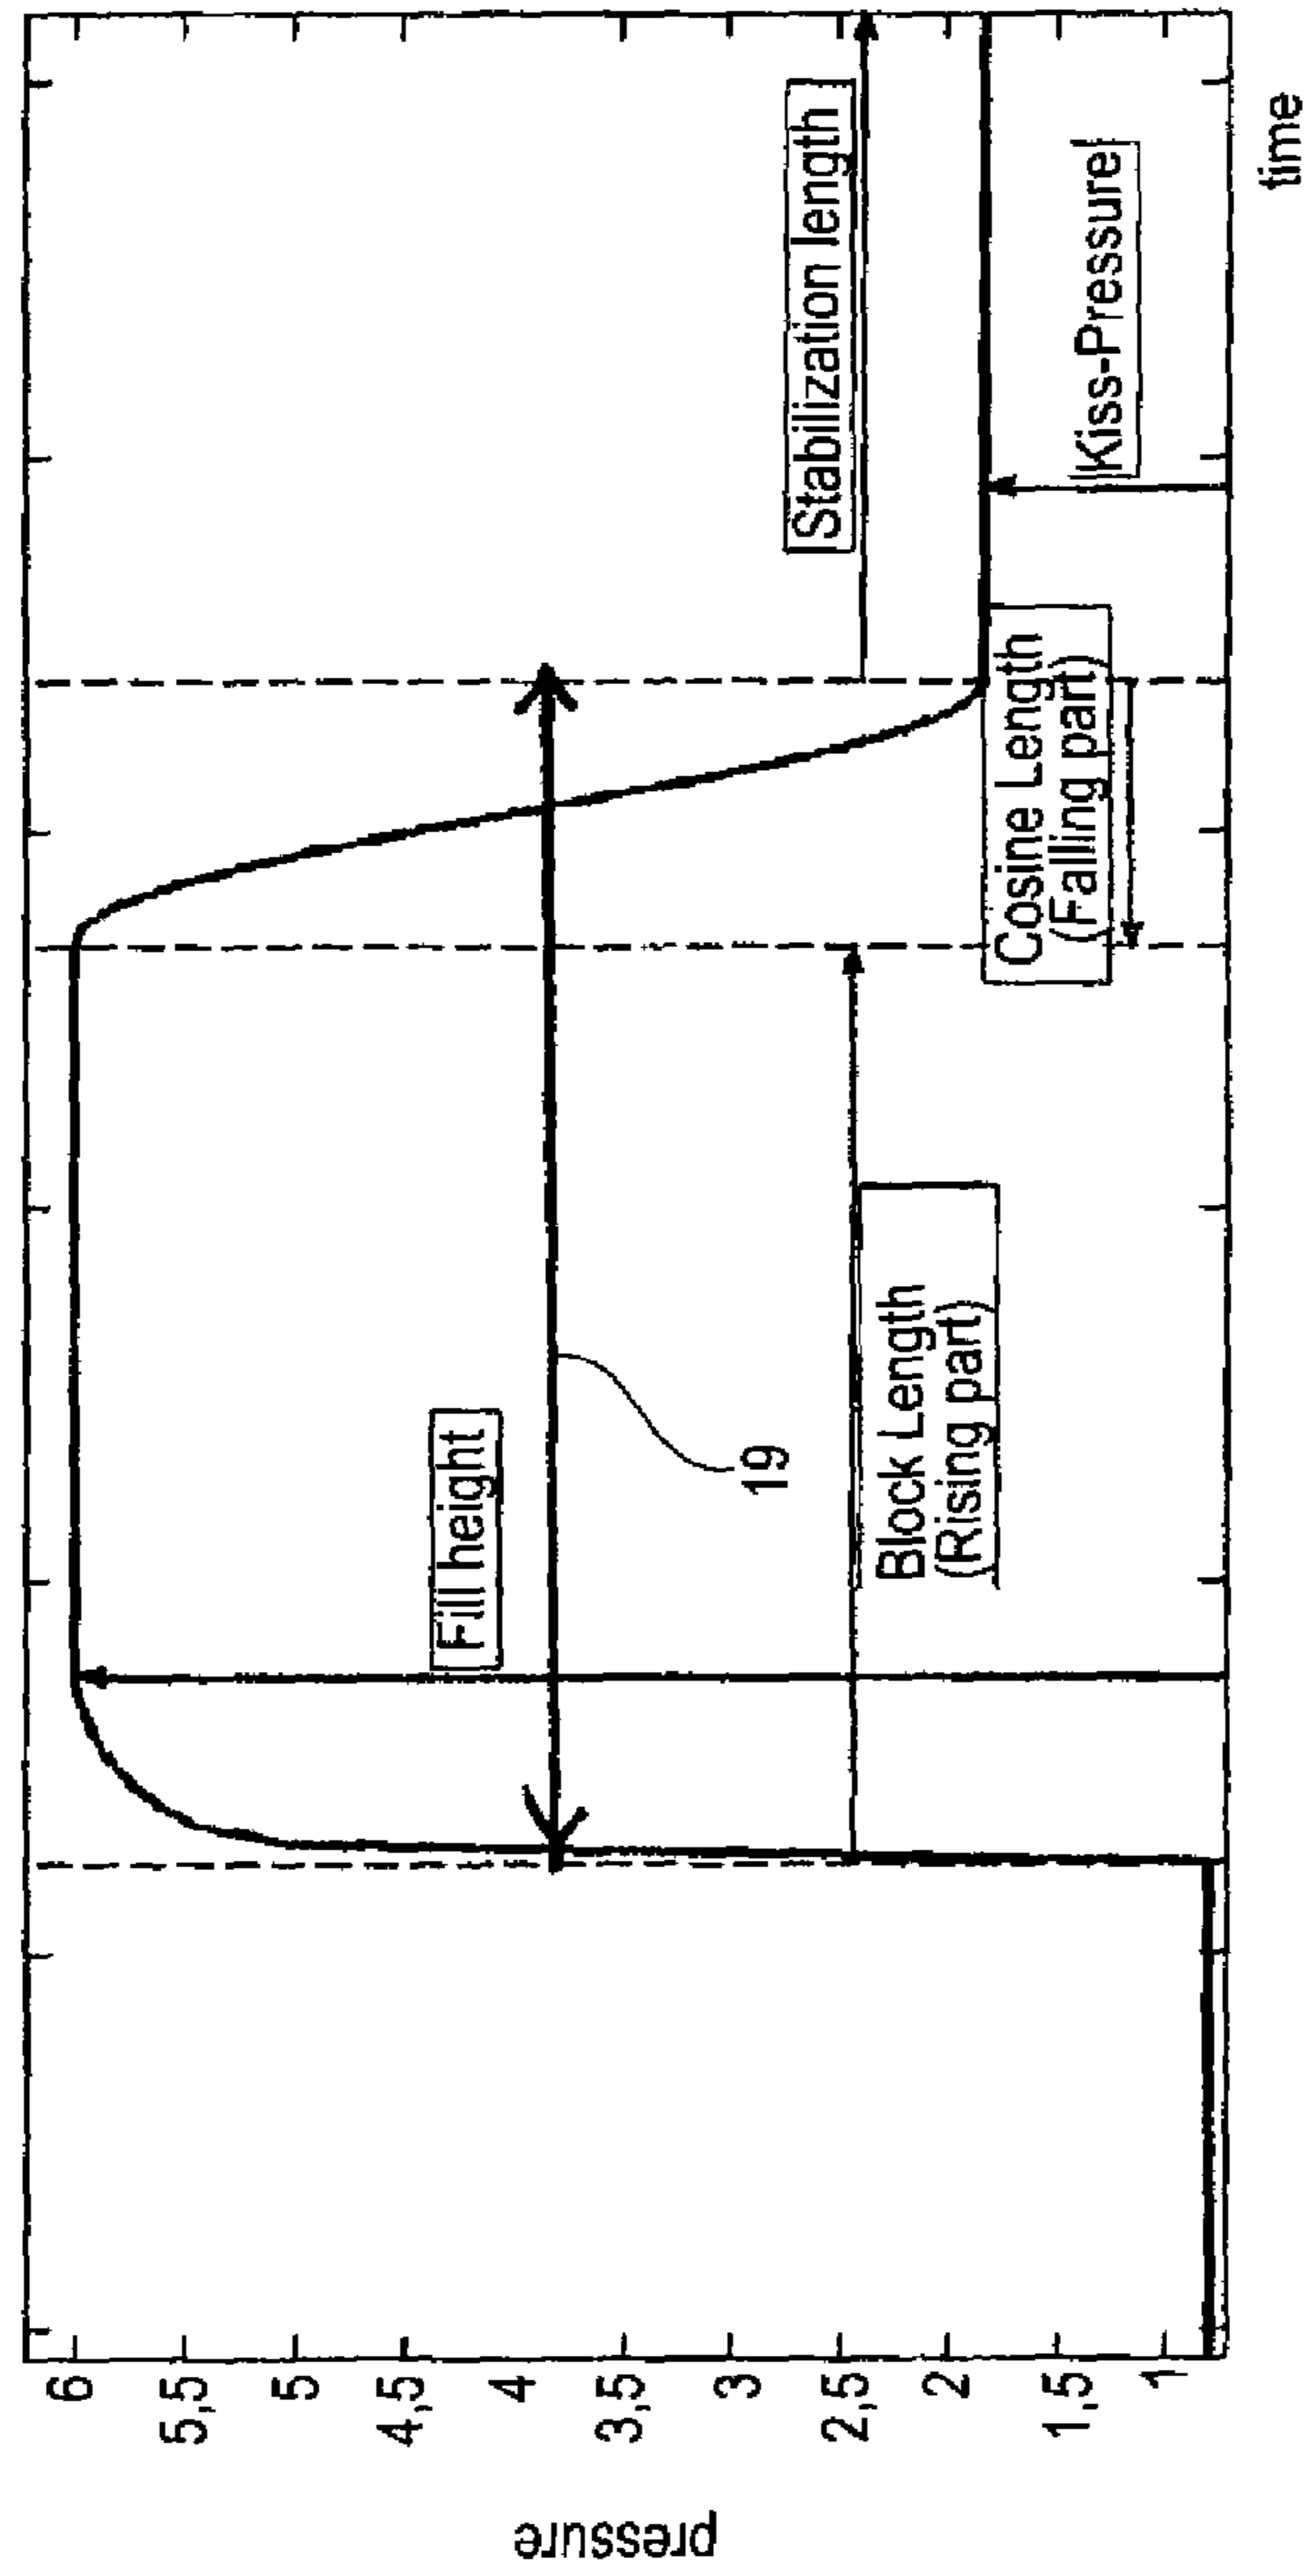 pressure
6
5,5
5
4,5
4
3,5
3
2,5
2
1,5
1
Fill height
19
Block Length
(Rising part)
Cosine Length
(Falling part)
Stabilization length
Kiss-Pressure
time